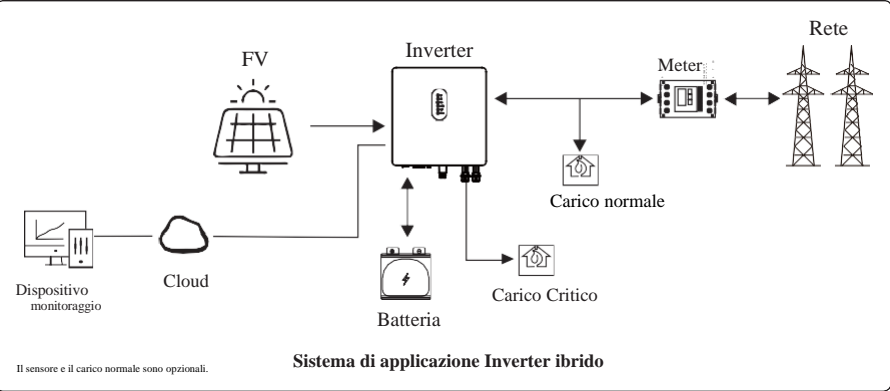 Rete
Inverter
FV
Meter
Carico normale
Cloud
Dispositivo
monitoraggio
Carico Critico
Batteria
Sistema di applicazione Inverter ibrido
Il sensore e il carico normale sono opzionali.